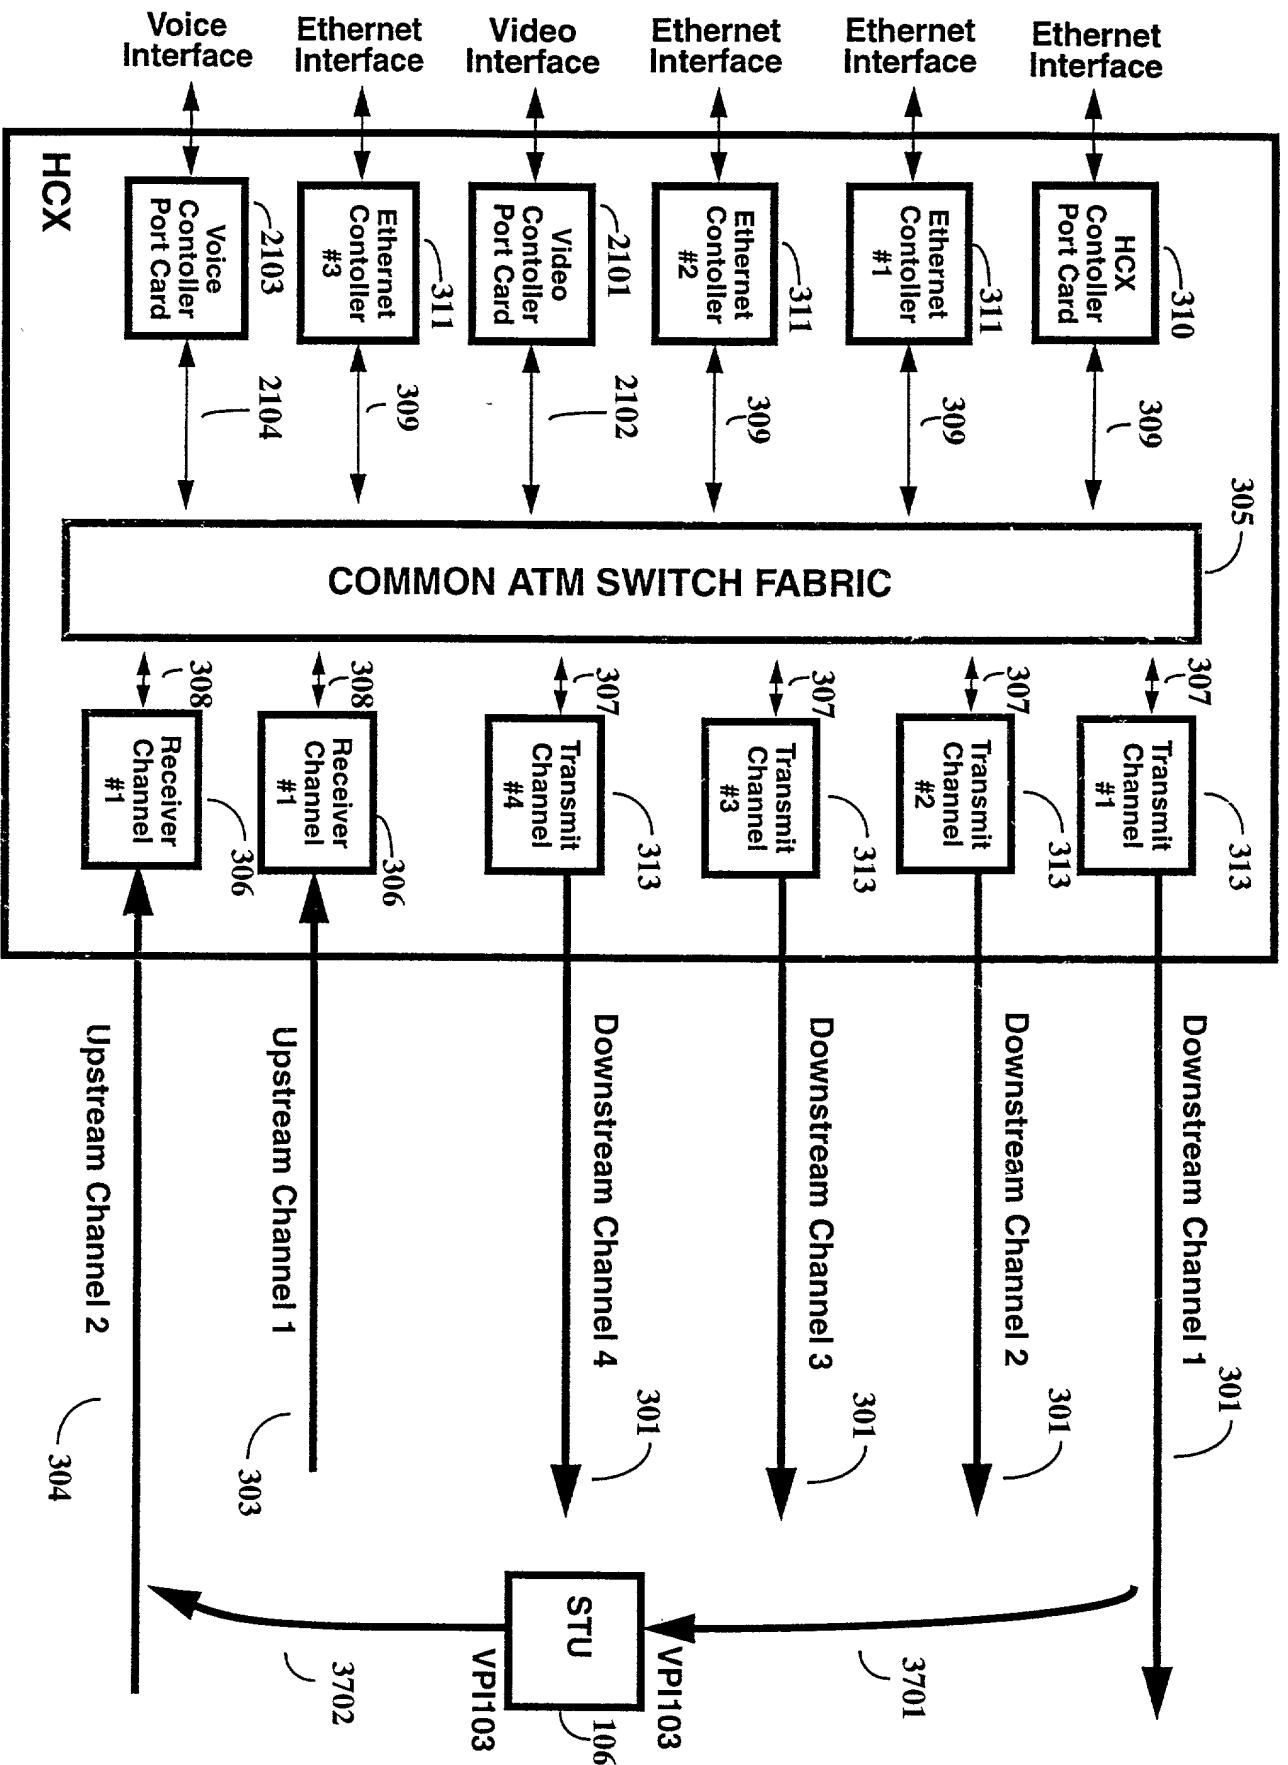 Voice
Interface
Ethernet
Interface
Video
Interface
Ethernet
Interface
Ethernet
Interface
Ethernet
Interface
HCX
Voice
Contoller
Port Card
2103
Ethernet
Contoller
#3
311
Video
Contoller
Port Card
2101
Ethernet
Contoller
#2
311
Ethernet
Contoller
#1
311
HCX
Contoller
Port Card
310
2104
309
2102
309
309
309
305
COMMON ATM SWITCH FABRIC
308
308
307
307
307
307
Receiver
Channel
#1
306
Receiver
Channel
#1
306
Transmit
Channel
#4
313
Transmit
Channel
#3
313
Transmit
Channel
#2
313
Transmit
Channel
#1
313
Upstream Channel 2
304
Upstream Channel 1
303
Downstream Channel 4
301
Downstream Channel 3
301
Downstream Channel 2
301
Downstream Channel 1
301
3702
VPI103
STU
106
VPI103
3701